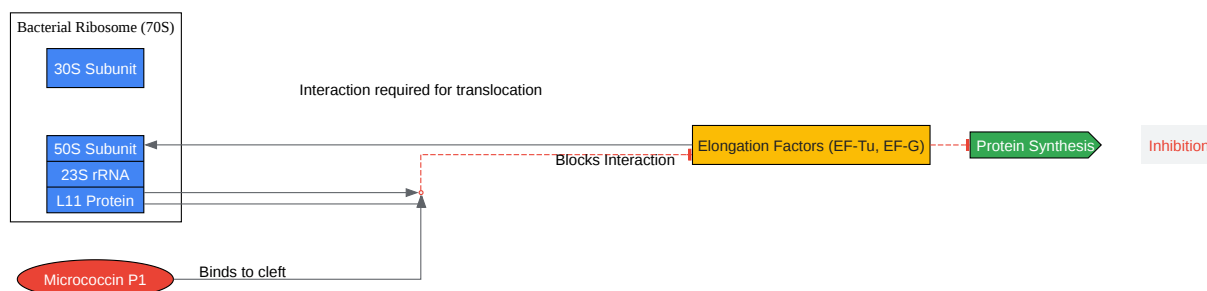 Bacterial Ribosome (70S)
30S Subunit
Interaction required for translocation
50S Subunit
23S rRNA
L11 Protein
Blocks Interaction
Elongation Factors (EF-Tu, EF-G)
Protein Synthesis
Inhibition
Micrococcin P1
Binds to cleft